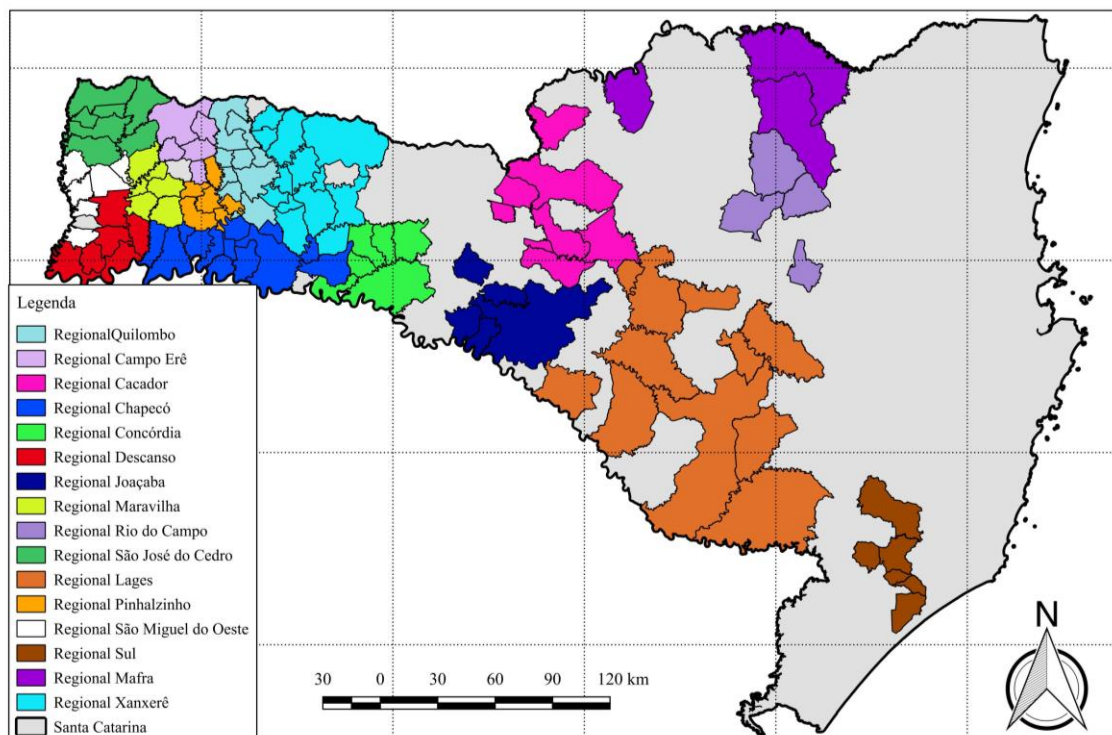 Legenda
RegionalQuilombo
Regional Campo Erê
Regional Cacador
Regional Chapecó
Regional Concórdia
Regional Descanso
Regional Joaçaba
Regional Maravilha
Regional Rio do Campo
Regional São José do Cedro
Regional Lages
Regional Pinhalzinho
Regional São Miguel do Oeste
Regional Sul
Regional Mafra
Regional Xanxerê
Santa Catarina
30 0 30 60 90 120 km
N